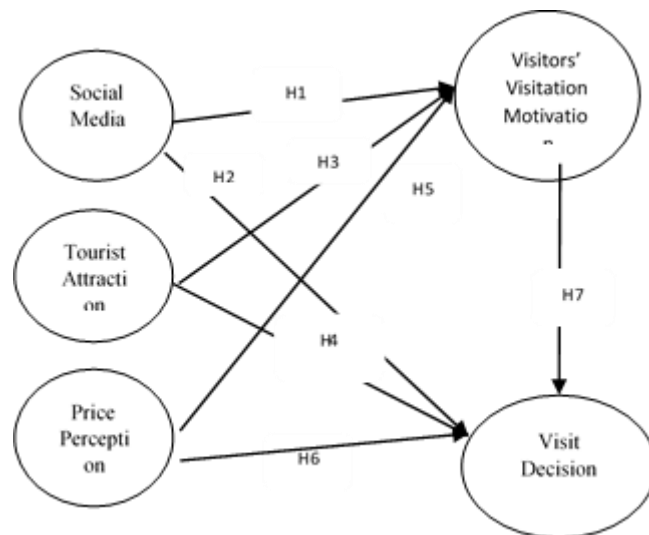 Social
Media
H1
Visitors'
Visitation
Motivatio
n
H2
H3
H5
Tourist
Attracti
on
H7
H4
Price
Percepti
on
H6
Visit
Decision